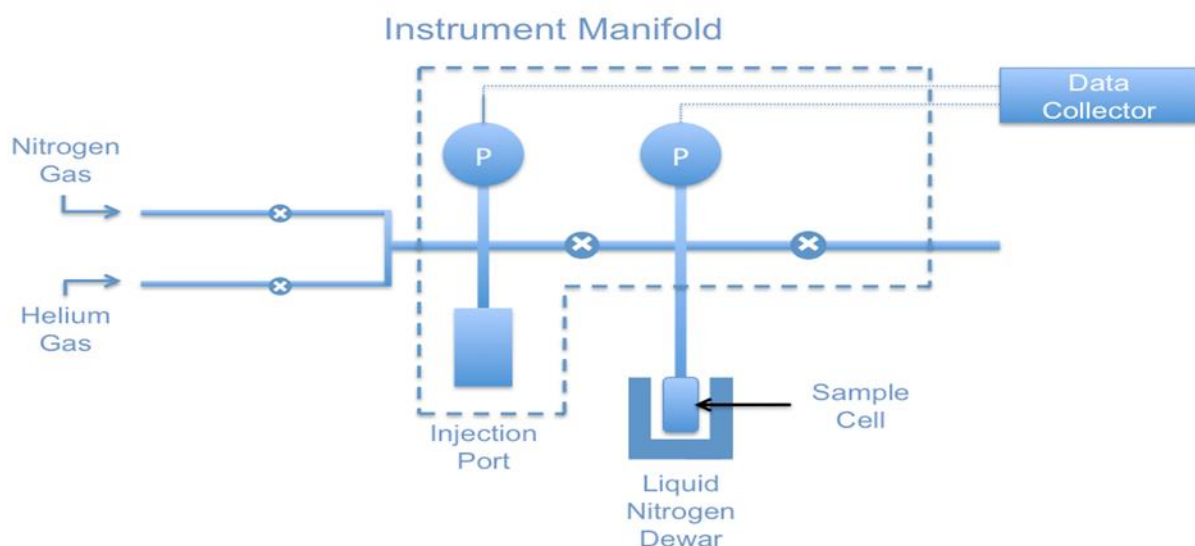 Instrument Manifold
Data
Collector
P
P
Nitrogen
Gas
Helium
Gas
Sample
Cell
Injection
Port
Liquid
Nitrogen
Dewar